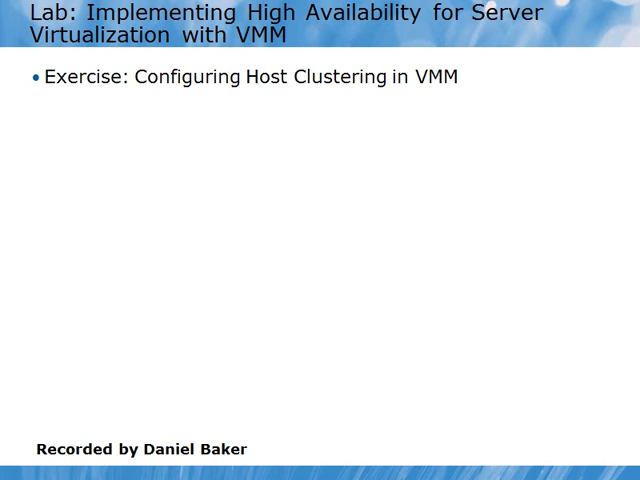 Lab: Implementing High Availability for Server
Virtualization with VMM
• Exercise: Configuring Host Clustering in VMM
Recorded by Daniel Baker